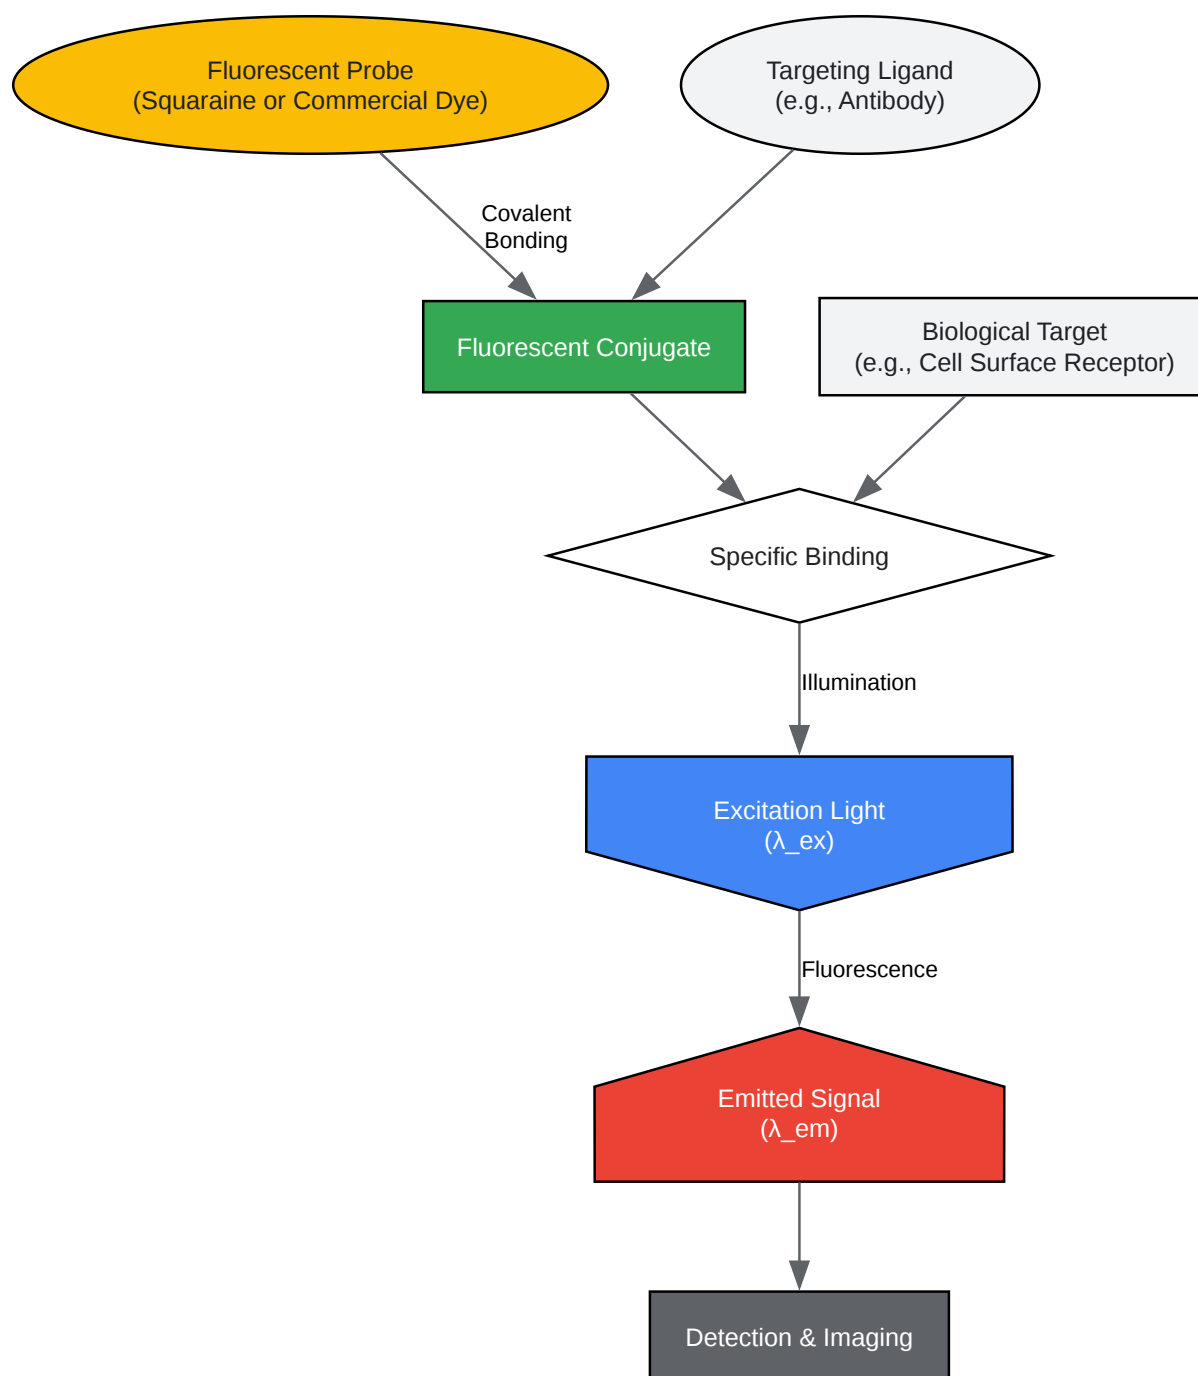 Fluorescent Probe
(Squaraine or Commercial Dye)
Targeting Ligand
(e.g., Antibody)
Covalent
Bonding
Fluorescent Conjugate
Biological Target
(e.g., Cell Surface Receptor)
Specific Binding
Illumination
Excitation Light
(λ_ex)
Fluorescence
Emitted Signal
(λ_em)
Detection & Imaging